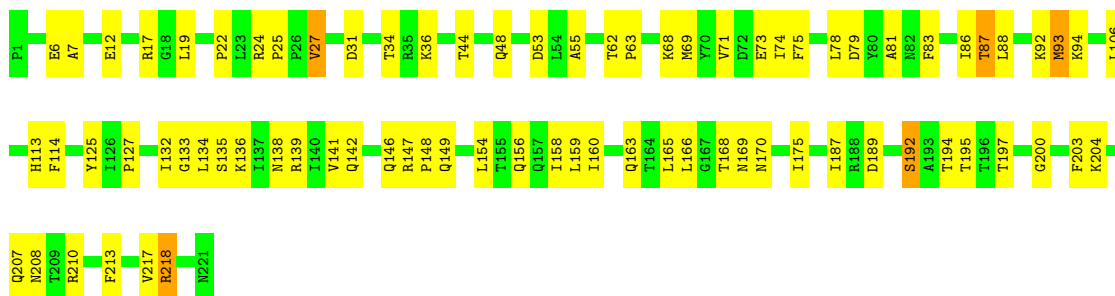 P1 E6 A7 E12 R17 G18 L19 P22 L23 R24 P25 P26 V27 D31 T34 R35 K36 T44 Q48 D53 L54 A55 T62 P63 K68 M69 Y70 V71 D72 E73 I74 F75 L78 D79 Y80 A81 N82 F83 I86 T87 L88 K92 M93 K94
H113 F114 Y125 I126 P127 I132 G133 L134 S135 K136 I137 N138 R139 I140 V141 Q142 Q146 R147 P148 Q149 L154 T155 Q156 Q157 I158 L159 I160 Q163 T164 L165 L166 G167 T168 N169 N170 I175 I187 R188 D189 S192 A193 T194 T195 T196 T197 G200 F203 K204
Q207 N208 T209 R210 F213 V217 R218 N221